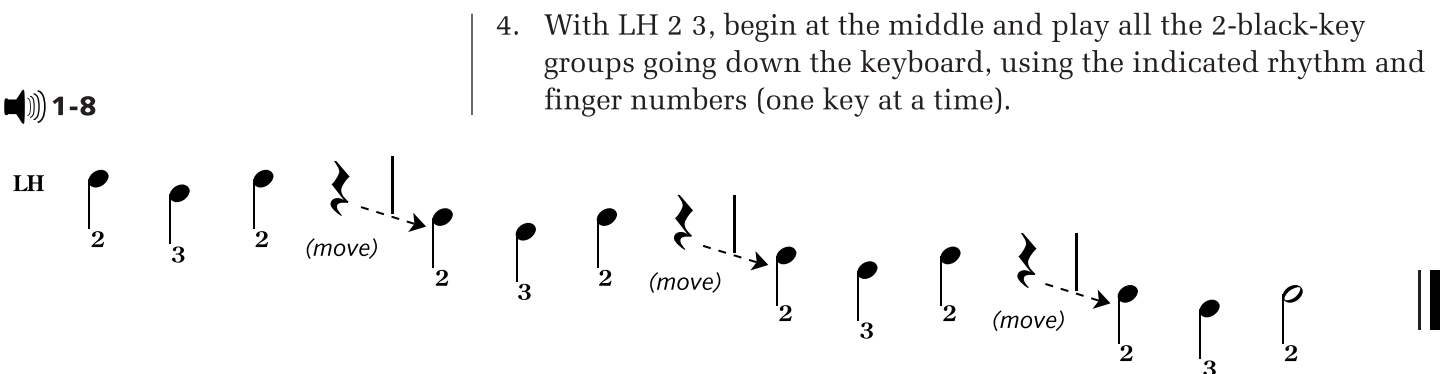 4. With LH 2 3, begin at the middle and play all the 2-black-key
groups going down the keyboard, using the indicated rhythm and
finger numbers (one key at a time).
1-8
LH
2 3 2 (move) 2 3 2 (move) 2 3 2 (move) 2 3 2